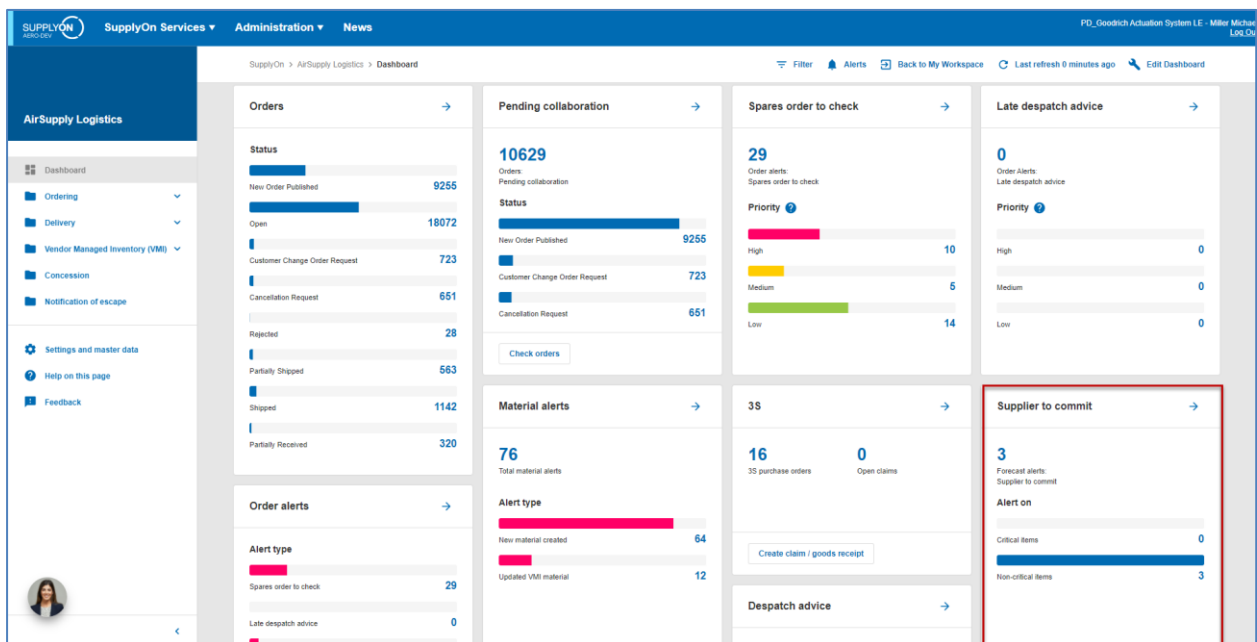 SUPPLYON
AERO-DEV
SupplyOn Services ▾
Administration ▾
News
PD_Goodrich Actuation System LE - Miller Michae
Log Ou
AirSupply Logistics
Dashboard
Ordering
Delivery
Vendor Managed Inventory (VMI)
Concession
Notification of escape
Settings and master data
Help on this page
Feedback
SupplyOn > AirSupply Logistics > Dashboard
Filter
Alerts
Back to My Workspace
Last refresh 0 minutes ago
Edit Dashboard
Orders
Status
New Order Published 9255
Open 18072
Customer Change Order Request 723
Cancellation Request 651
Rejected 28
Partially Shipped 563
Shipped 1142
Partially Received 320
Order alerts
Alert type
Spares order to check 29
Late despatch advice 0
Pending collaboration
10629
Orders:
Pending collaboration
Status
New Order Published 9255
Customer Change Order Request 723
Cancellation Request 651
Check orders
Material alerts
76
Total material alerts
Alert type
New material created 64
Updated VMI material 12
Spares order to check
29
Order alerts:
Spares order to check
Priority ?
High 10
Medium 5
Low 14
3S
16 0
3S purchase orders Open claims
Create claim / goods receipt
Despatch advice
Late despatch advice
0
Order Alerts:
Late despatch advice
Priority ?
High 0
Medium 0
Low 0
Supplier to commit
3
Forecast alerts:
Supplier to commit
Alert on
Critical items 0
Non-critical items 3